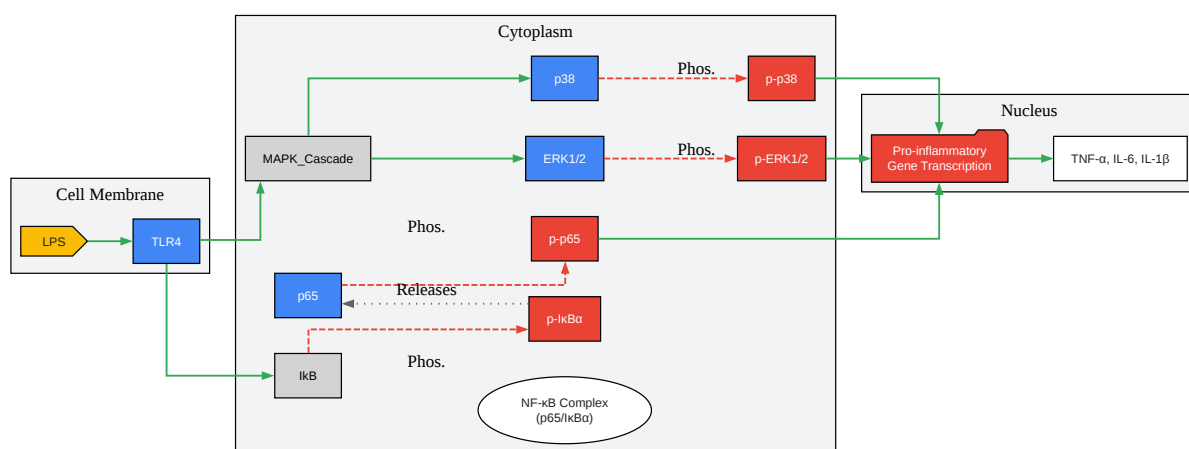 Cytoplasm
p38
Phos.
p-p38
Nucleus
MAPK_Cascade
ERK1/2
Phos.
p-ERK1/2
Pro-inflammatory
Gene Transcription
TNF-α, IL-6, IL-1β
Cell Membrane
LPS
TLR4
Phos.
p-p65
p65
Releases
p-IκBα
IkB
Phos.
NF-κB Complex
(p65/IκBα)